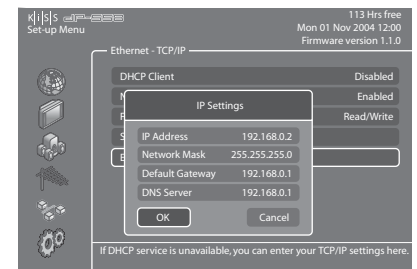 KiSS DP-558
113 Hrs free
Set-up Menu
Mon 01 Nov 2004 12:00
Firmware version 1.1.0
Ethernet - TCP/IP
DHCP Client Disabled
Enabled
Read/Write
IP Settings
IP Address 192.168.0.2
Network Mask 255.255.255.0
Default Gateway 192.168.0.1
DNS Server 192.168.0.1
OK Cancel
If DHCP service is unavailable, you can enter your TCP/IP settings here.